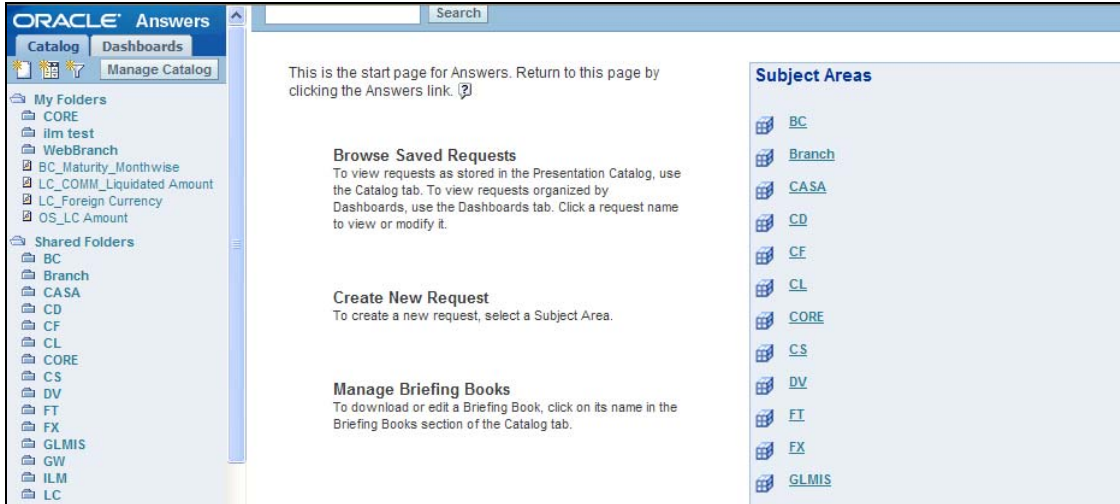 ORACLE Answers
Catalog Dashboards
Manage Catalog
My Folders
CORE
ilm test
WebBranch
BC_Maturity_Monthwise
LC_COMM_Liquidated Amount
LC_Foreign Currency
OS_LC Amount
Shared Folders
BC
Branch
CASA
CD
CF
CL
CORE
CS
DV
FT
FX
GLMIS
GW
ILM
LC
Search
This is the start page for Answers. Return to this page by
clicking the Answers link.
Browse Saved Requests
To view requests as stored in the Presentation Catalog, use
the Catalog tab. To view requests organized by
Dashboards, use the Dashboards tab. Click a request name
to view or modify it.
Create New Request
To create a new request, select a Subject Area.
Manage Briefing Books
To download or edit a Briefing Book, click on its name in the
Briefing Books section of the Catalog tab.
Subject Areas
BC
Branch
CASA
CD
CF
CL
CORE
CS
DV
FT
FX
GLMIS